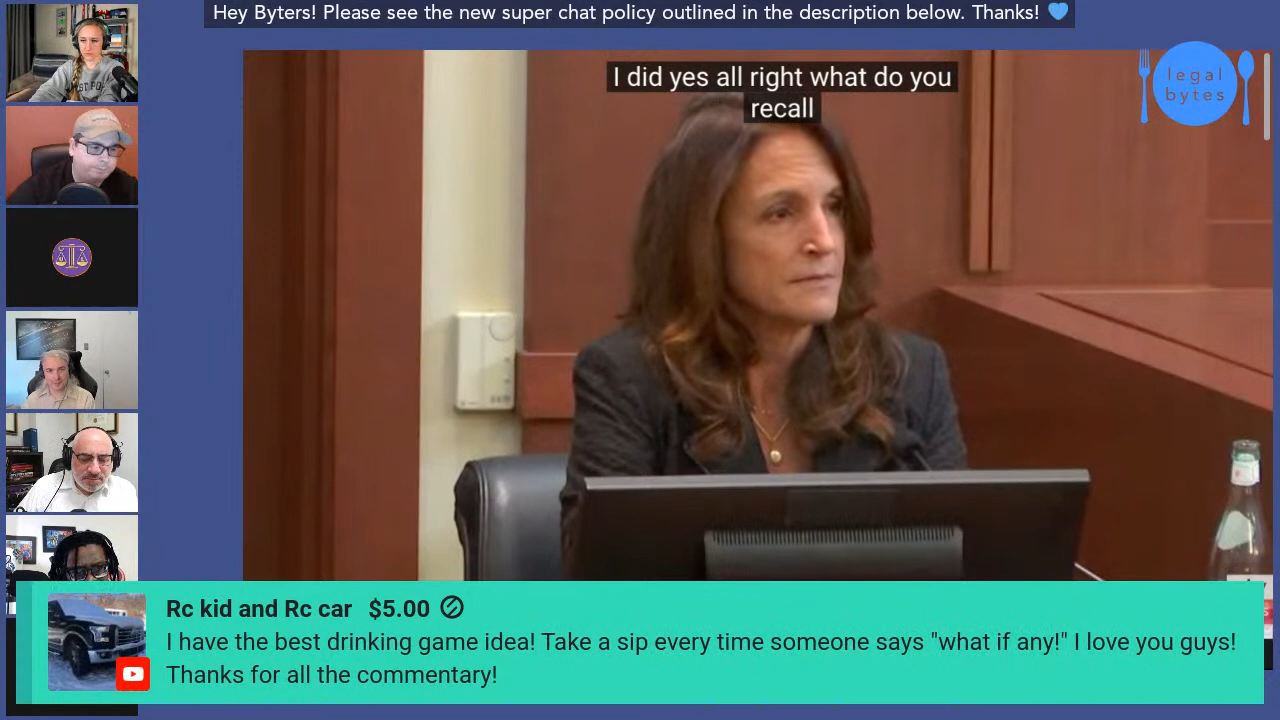 Hey Byters! Please see the new super chat policy outlined in the description below. Thanks! 💙
legal
bytes
I did yes all right what do you
recall
Rc kid and Rc car $5.00
I have the best drinking game idea! Take a sip every time someone says "what if any!" I love you guys!
Thanks for all the commentary!